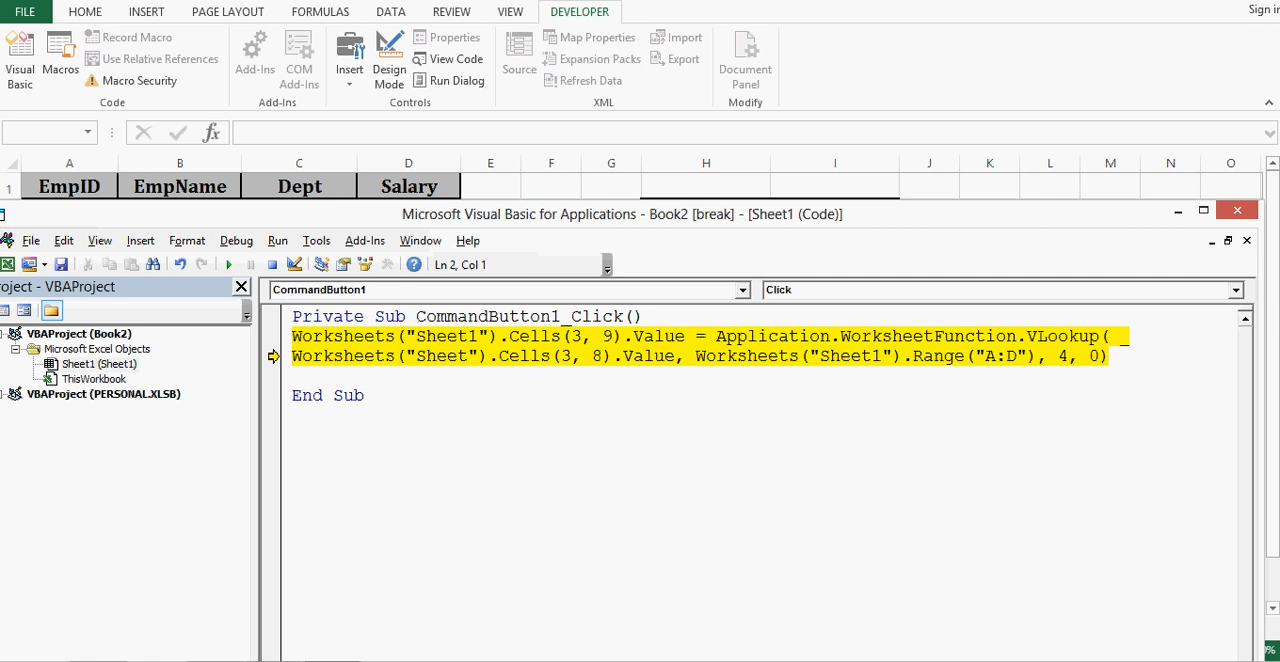 FILE HOME INSERT PAGE LAYOUT FORMULAS DATA REVIEW VIEW DEVELOPER Sign in
Record Macro Properties Map Properties Import
Use Relative References View Code Expansion Packs Export
Visual Basic Macros Macro Security Add-Ins COM Add-Ins Insert Design Mode Run Dialog Source Refresh Data Document Panel
Code Add-Ins Controls XML Modify
fx
A B C D E F G H I J K L M N O
1 EmpID EmpName Dept Salary
Microsoft Visual Basic for Applications - Book2 [break] - [Sheet1 (Code)]
File Edit View Insert Format Debug Run Tools Add-Ins Window Help
Ln 2, Col 1
roject - VBAProject
CommandButton1 Click
VBAProject (Book2)
Microsoft Excel Objects
Sheet1 (Sheet1)
ThisWorkbook
VBAProject (PERSONAL.XLSB)
Private Sub CommandButton1_Click()
Worksheets("Sheet1").Cells(3, 9).Value = Application.WorksheetFunction.VLookup( _
Worksheets("Sheet").Cells(3, 8).Value, Worksheets("Sheet1").Range("A:D"), 4, 0)
End Sub